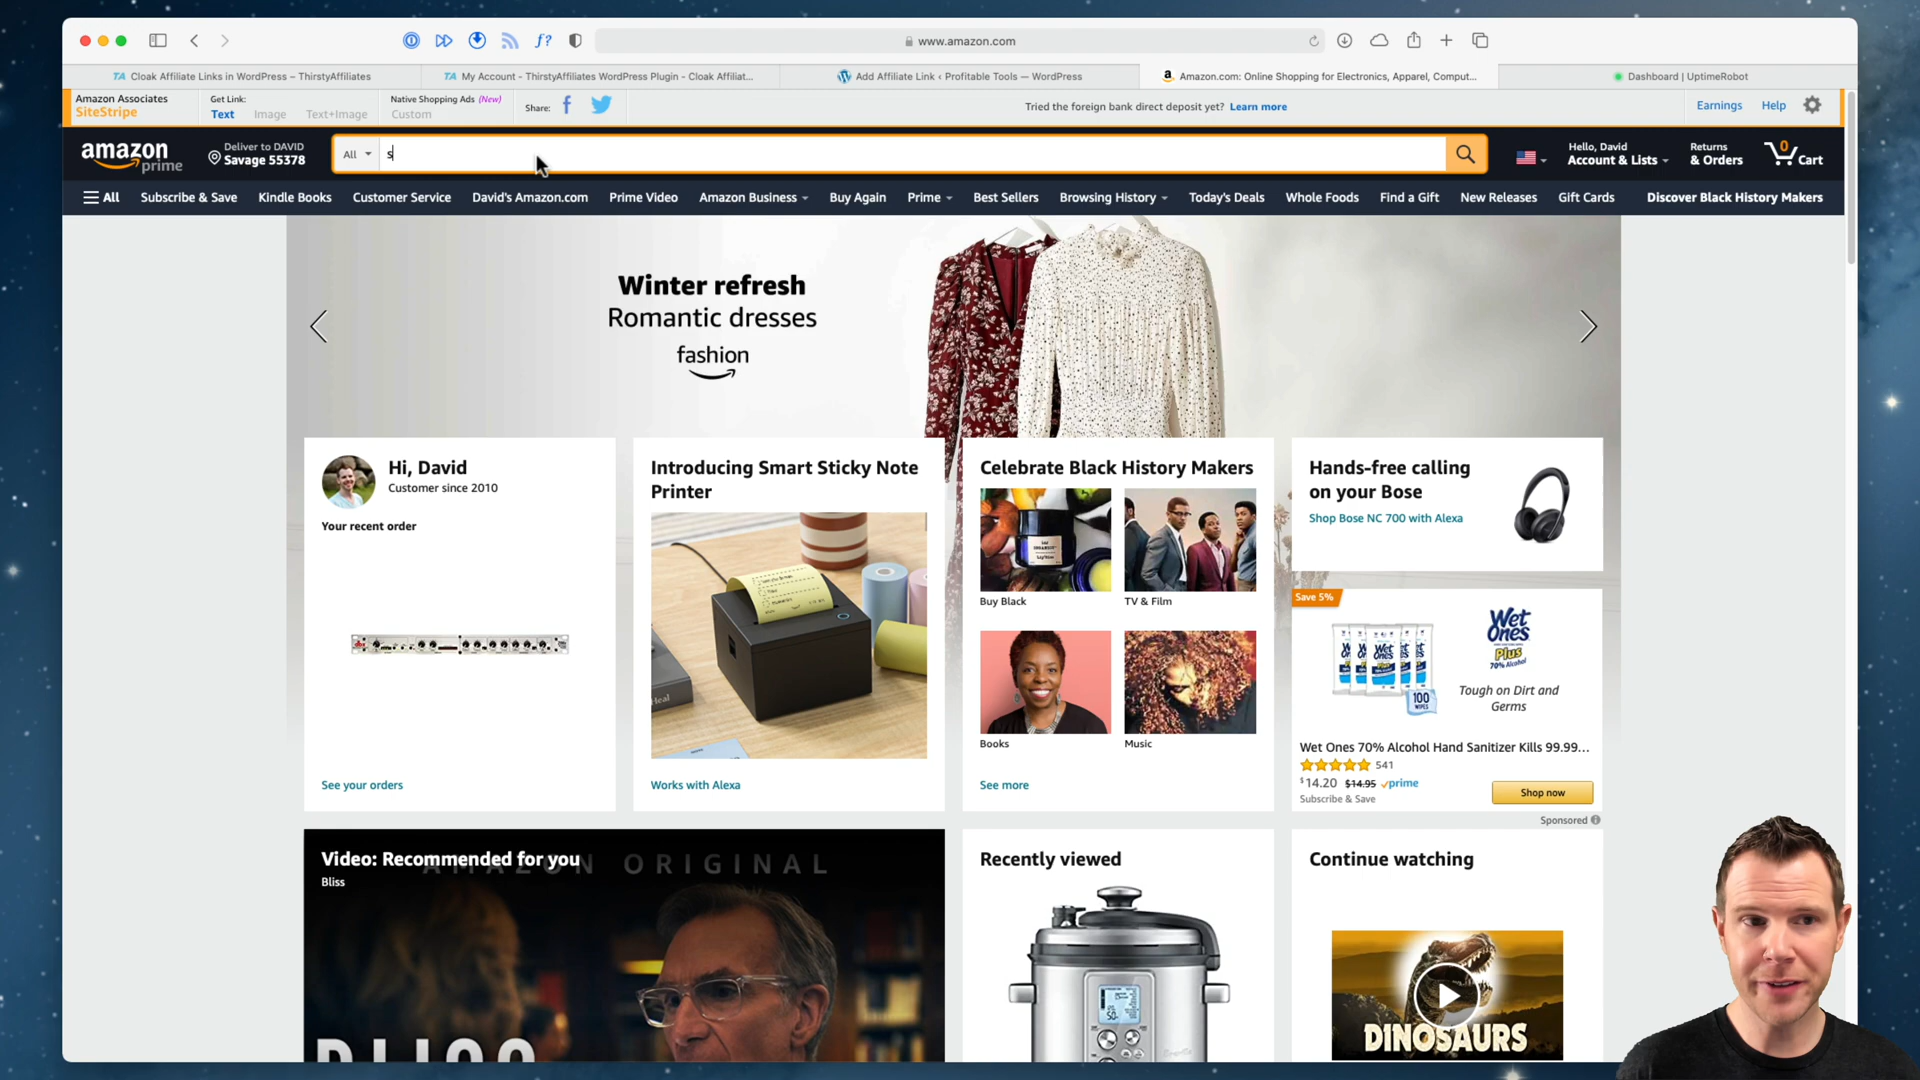 www.amazon.com
TA Cloak Affiliate Links in WordPress – ThirstyAffiliates
TA My Account - ThirstyAffiliates WordPress Plugin - Cloak Affiliat...
Add Affiliate Link ‹ Profitable Tools — WordPress
a Amazon.com: Online Shopping for Electronics, Apparel, Comput...
Dashboard | UptimeRobot
Amazon Associates
SiteStripe
Get Link:
Text Image Text+Image
Native Shopping Ads (New)
Custom
Share:
Tried the foreign bank direct deposit yet? Learn more
Earnings Help
amazon
prime
Deliver to DAVID
Savage 55378
All
s
Hello, David
Account & Lists
Returns
& Orders
0
Cart
All Subscribe & Save Kindle Books Customer Service David's Amazon.com Prime Video Amazon Business Buy Again Prime Best Sellers Browsing History Today's Deals Whole Foods Find a Gift New Releases Gift Cards Discover Black History Makers
Winter refresh
Romantic dresses
fashion
Hi, David
Customer since 2010
Your recent order
See your orders
Introducing Smart Sticky Note
Printer
Works with Alexa
Celebrate Black History Makers
Buy Black
TV & Film
Books
Music
See more
Hands-free calling
on your Bose
Shop Bose NC 700 with Alexa
Save 5%
Wet
Ones
Plus
70% Alcohol
100
WIPES
Tough on Dirt and
Germs
Wet Ones 70% Alcohol Hand Sanitizer Kills 99.99...
541
$14.20 $14.95 prime
Subscribe & Save
Shop now
Sponsored
Video: Recommended for you
AMAZON ORIGINAL
Bliss
BLISS
Recently viewed
Continue watching
DINOSAURS